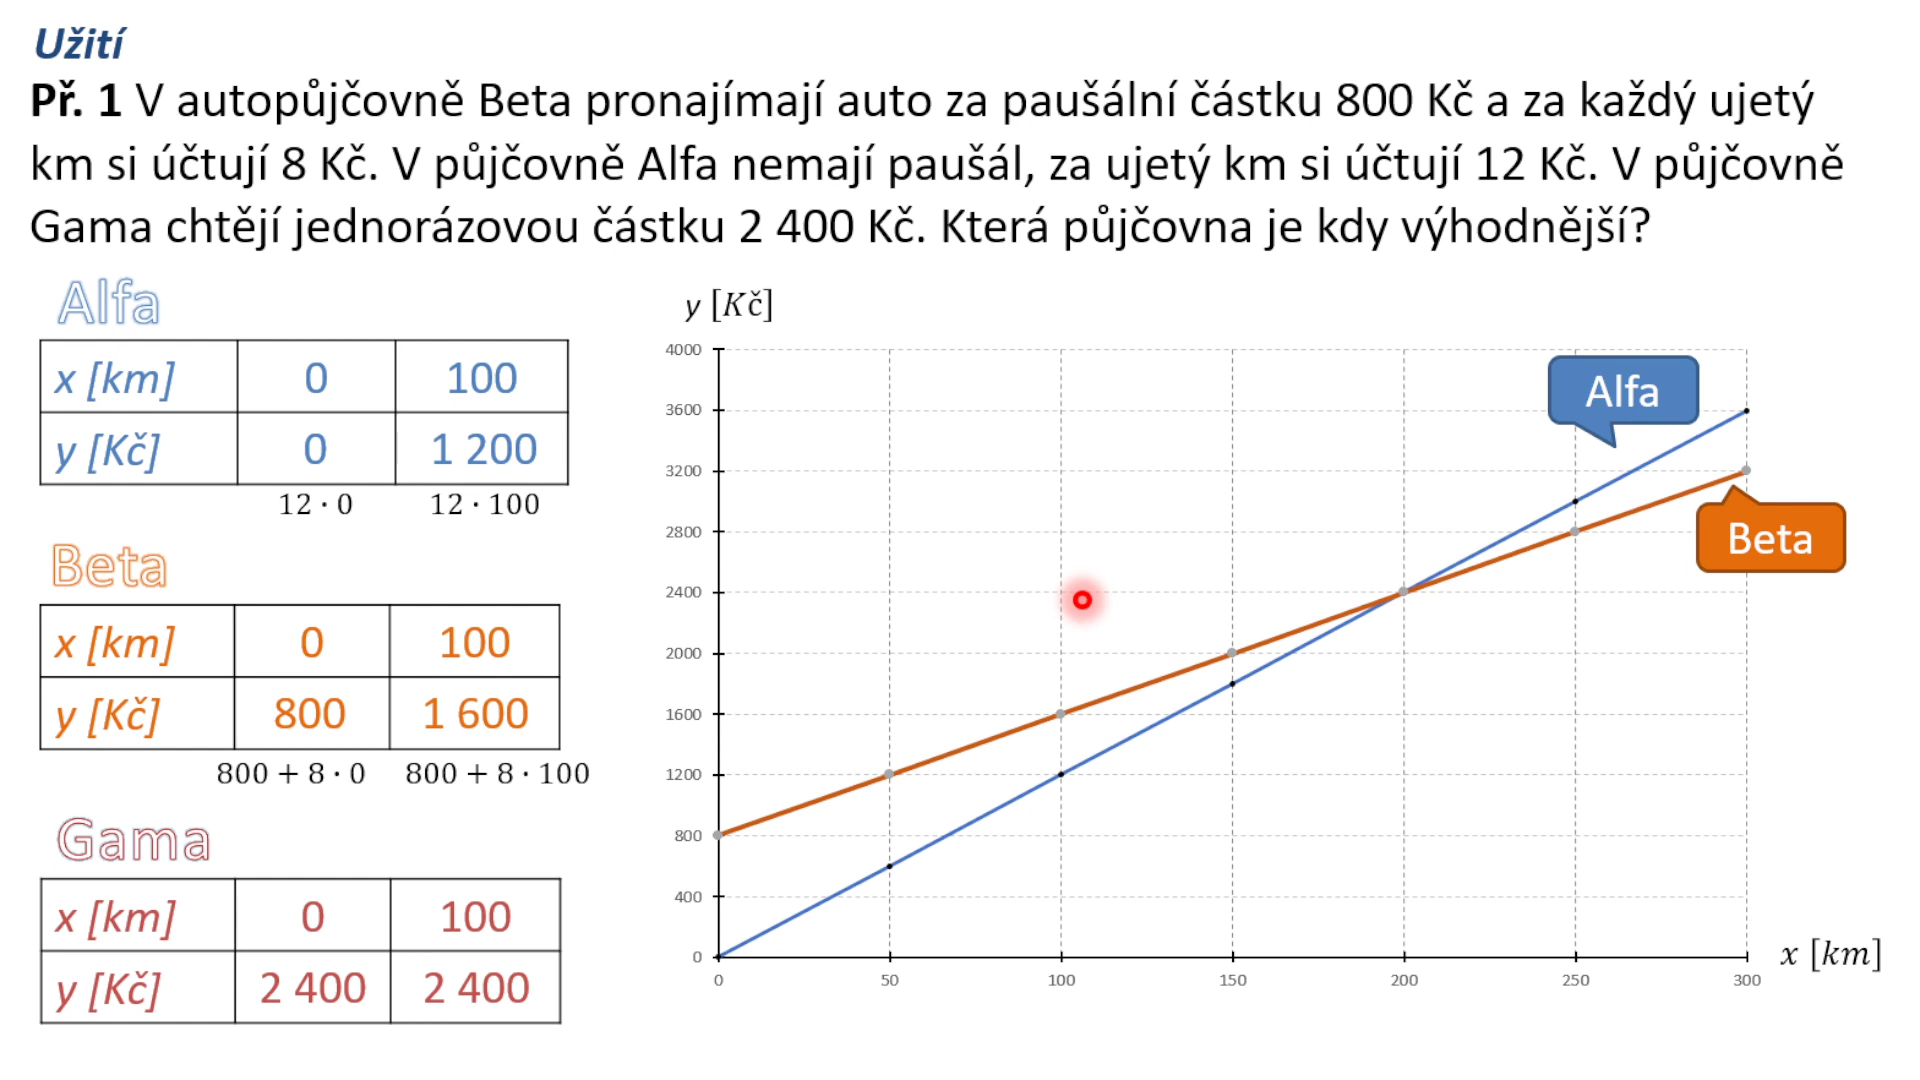 Užití
Př. 1 V autopůjčovně Beta pronajímají auto za paušální částku 800 Kč a za každý ujetý
km si účtují 8 Kč. V půjčovně Alfa nemají paušál, za ujetý km si účtují 12 Kč. V půjčovně
Gama chtějí jednorázovou částku 2 400 Kč. Která půjčovna je kdy výhodnější?
Alfa
x [km] 0 100
y [Kč] 0 1 200
12 · 0 12 · 100
Beta
x [km] 0 100
y [Kč] 800 1 600
800 + 8 · 0 800 + 8 · 100
Gama
x [km] 0 100
y [Kč] 2 400 2 400
y [Kč]
4000
3600
3200
2800
2400
2000
1600
1200
800
400
0
0 50 100 150 200 250 300
x [km]
Alfa
Beta